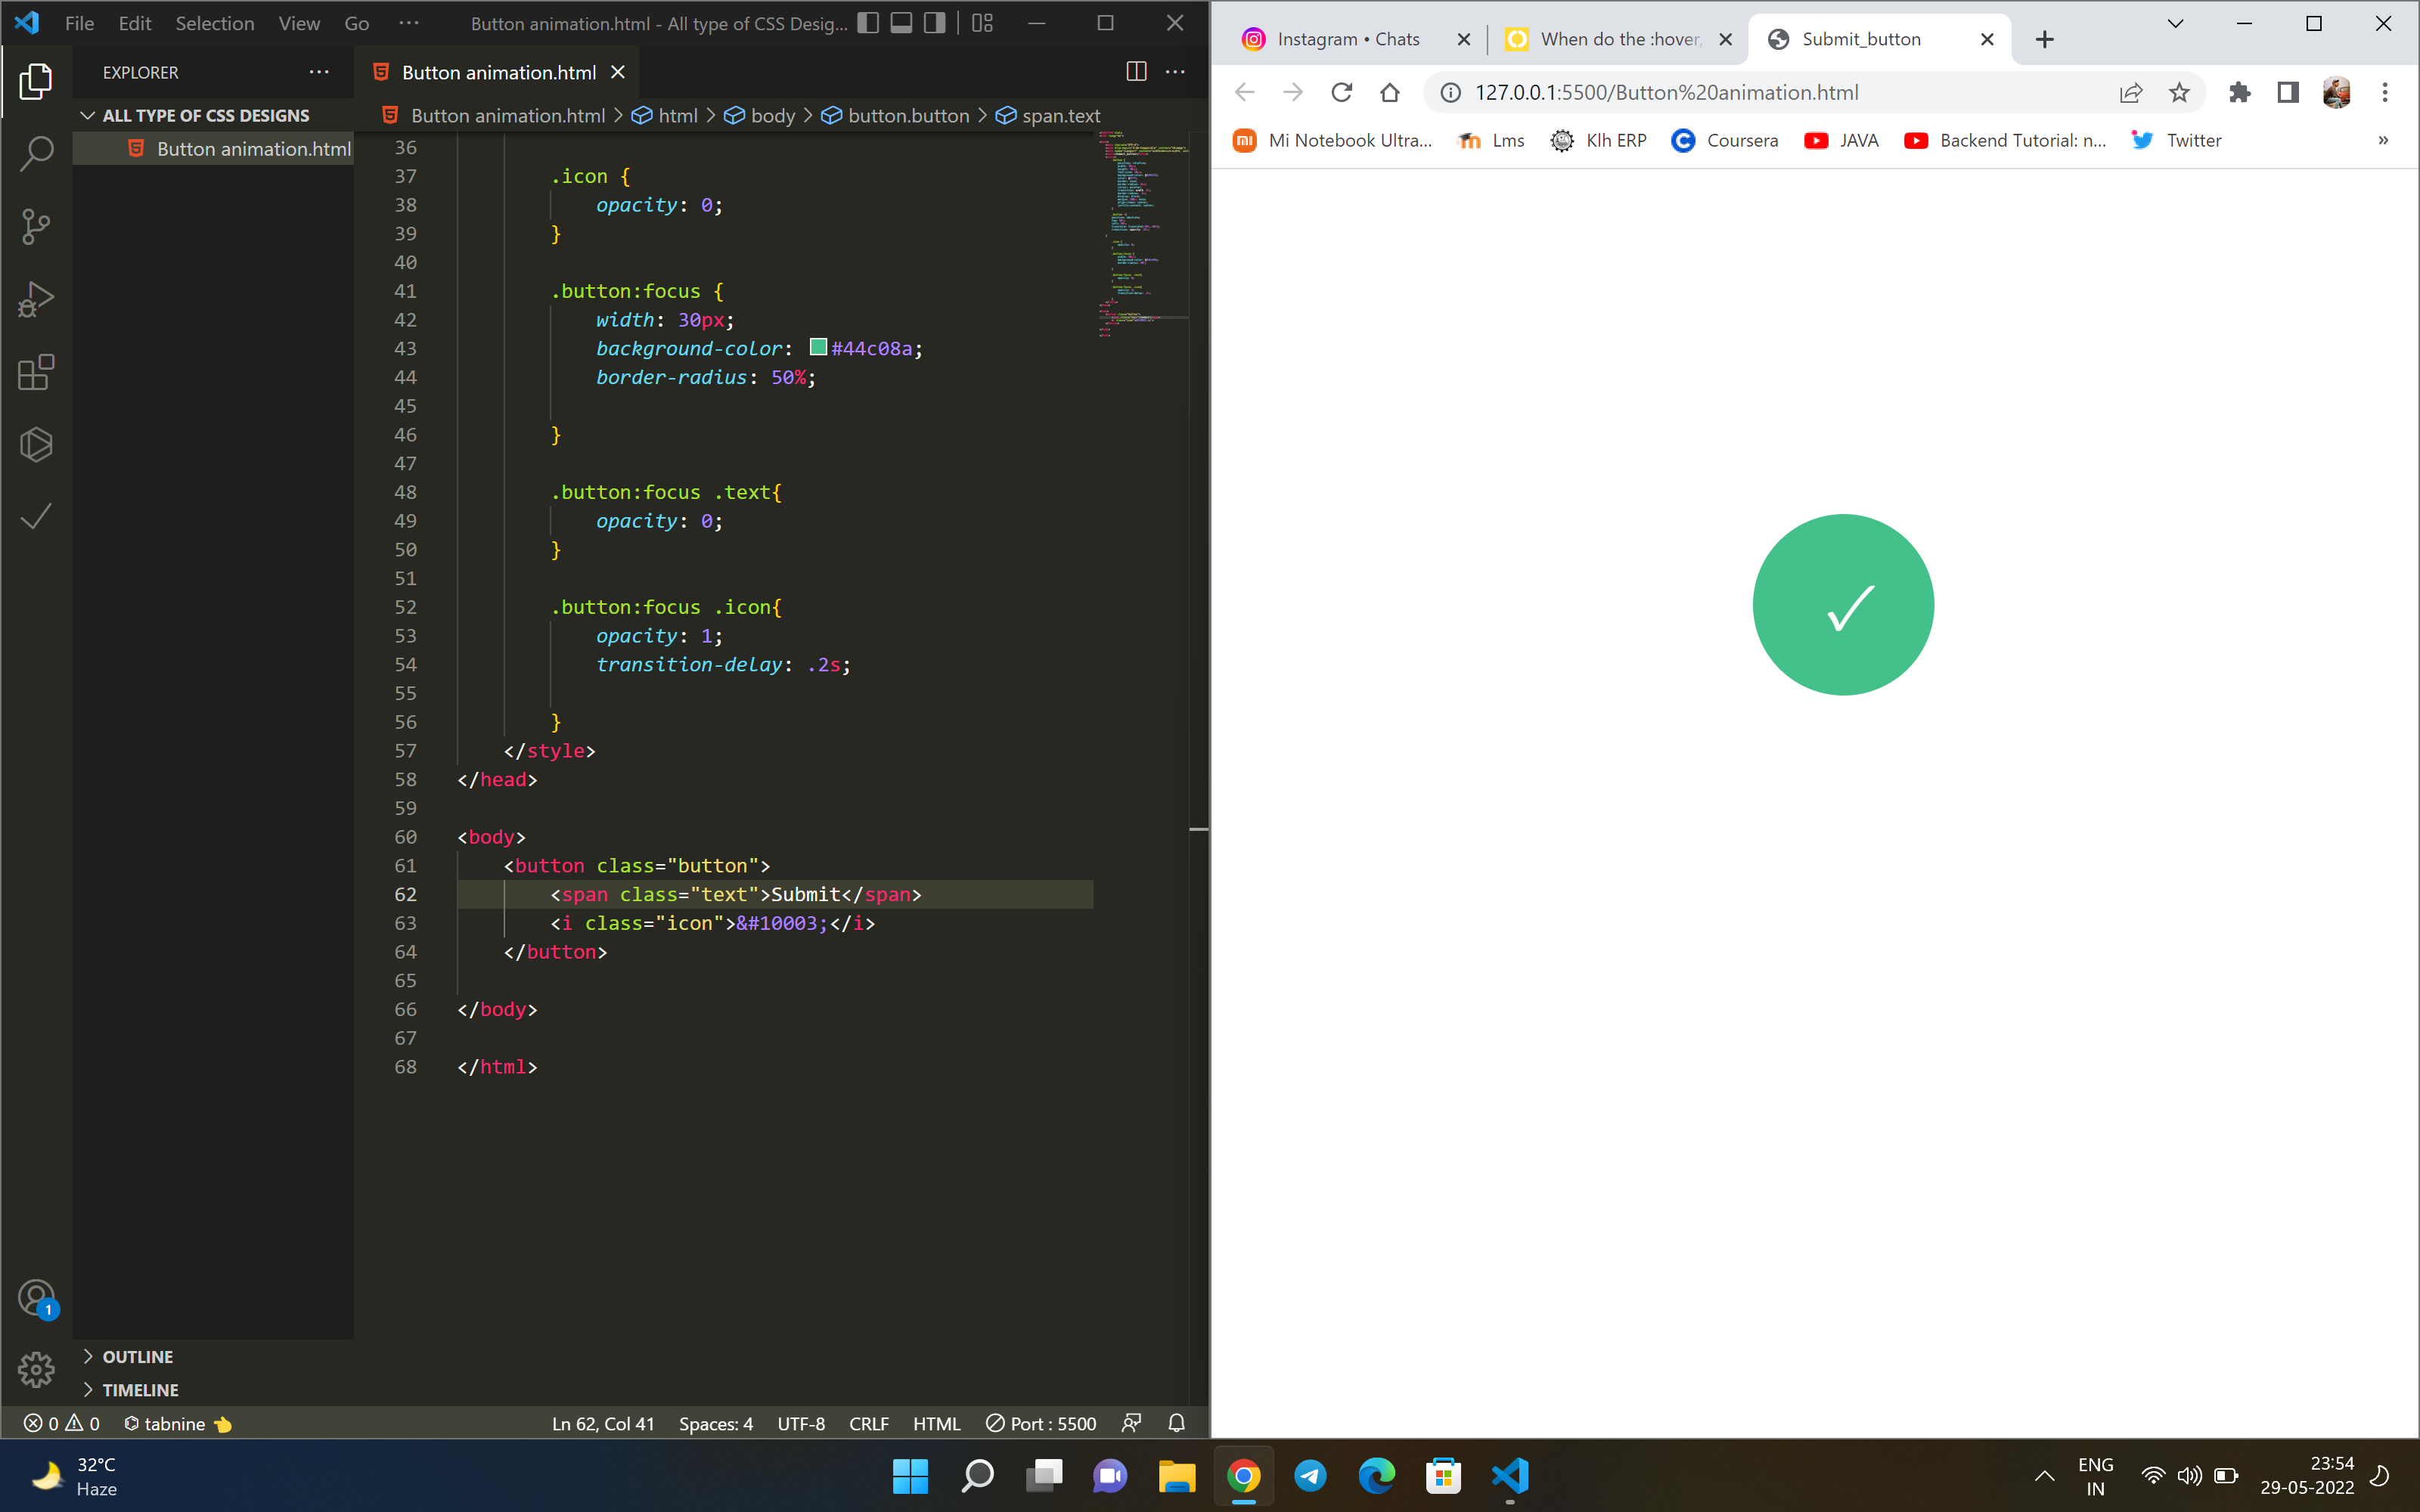 File Edit Selection View Go ··· Button animation.html - All type of CSS Desig...
EXPLORER ···
ALL TYPE OF CSS DESIGNS
Button animation.html
Button animation.html
Button animation.html > html > body > button.button > span.text
36
37 .icon {
38 opacity: 0;
39 }
40
41 .button:focus {
42 width: 30px;
43 background-color: #44c08a;
44 border-radius: 50%;
45
46 }
47
48 .button:focus .text{
49 opacity: 0;
50 }
51
52 .button:focus .icon{
53 opacity: 1;
54 transition-delay: .2s;
55
56 }
57 </style>
58 </head>
59
60 <body>
61 <button class="button">
62 <span class="text">Submit</span>
63 <i class="icon">&#10003;</i>
64 </button>
65
66 </body>
67
68 </html>
1
OUTLINE
TIMELINE
0 0 tabnine Ln 62, Col 41 Spaces: 4 UTF-8 CRLF HTML Port : 5500
Instagram • Chats When do the :hover, Submit_button
127.0.0.1:5500/Button%20animation.html
Mi Notebook Ultra... Lms Klh ERP Coursera JAVA Backend Tutorial: n... Twitter »
✓
32°C
Haze
ENG
IN
23:54
29-05-2022